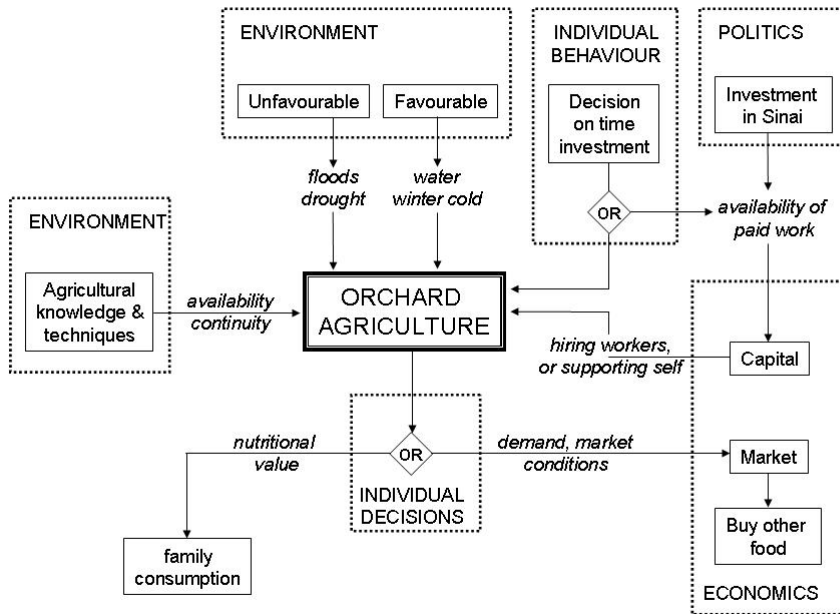 ENVIRONMENT
Unfavourable
Favourable
floods
drought
water
winter cold
INDIVIDUAL
BEHAVIOUR
Decision
on time
investment
OR
POLITICS
Investment
in Sinai
availability of
paid work
ENVIRONMENT
Agricultural
knowledge &
techniques
availability
continuity
ORCHARD
AGRICULTURE
hiring workers,
or supporting self
Capital
nutritional
value
OR
demand, market
conditions
Market
INDIVIDUAL
DECISIONS
family
consumption
Buy other
food
ECONOMICS